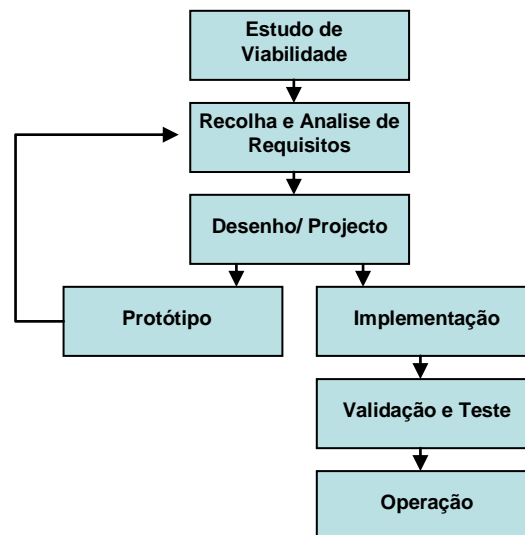 Estudo de
Viabilidade
Recolha e Analise de
Requisitos
Desenho/ Projecto
Protótipo
Implementação
Validação e Teste
Operação